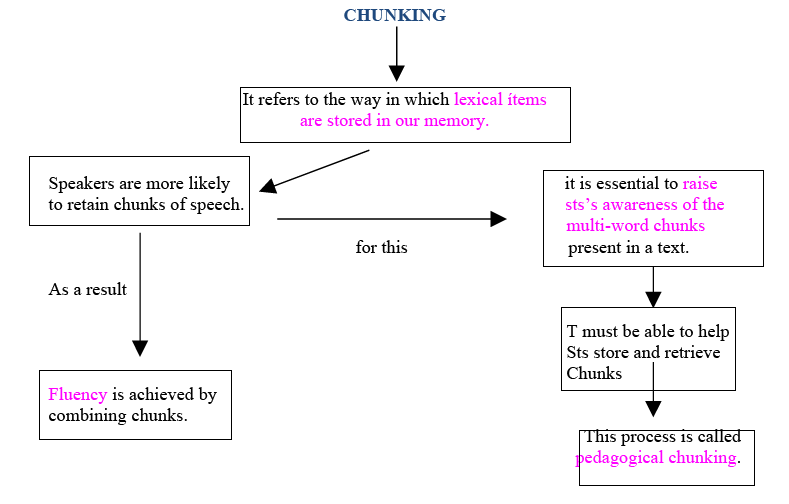 CHUNKING
It refers to the way in which lexical ítems
are stored in our memory.
Speakers are more likely
to retain chunks of speech.
it is essential to raise
sts’s awareness of the
multi-word chunks
present in a text.
for this
As a result
T must be able to help
Sts store and retrieve
Chunks
Fluency is achieved by
combining chunks.
This process is called
pedagogical chunking.